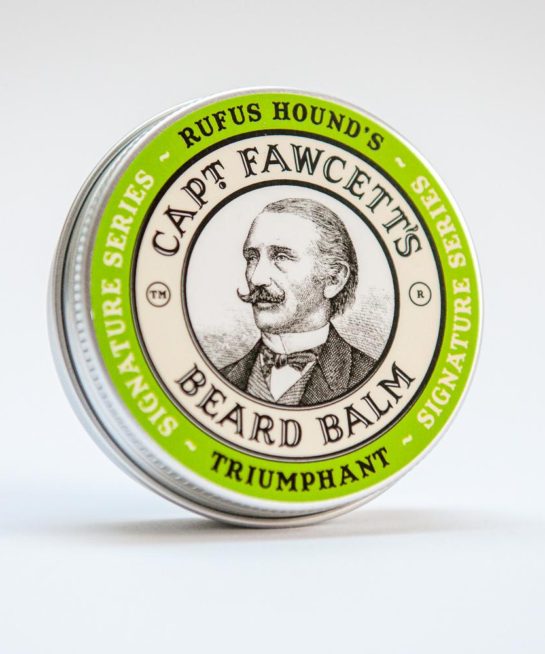 RUFUS HOUND'S
~ SIGNATURE SERIES ~
~ SIGNATURE SERIES ~
TRIUMPHANT
CAPT. FAWCETT'S
TM
R
BEARD BALM